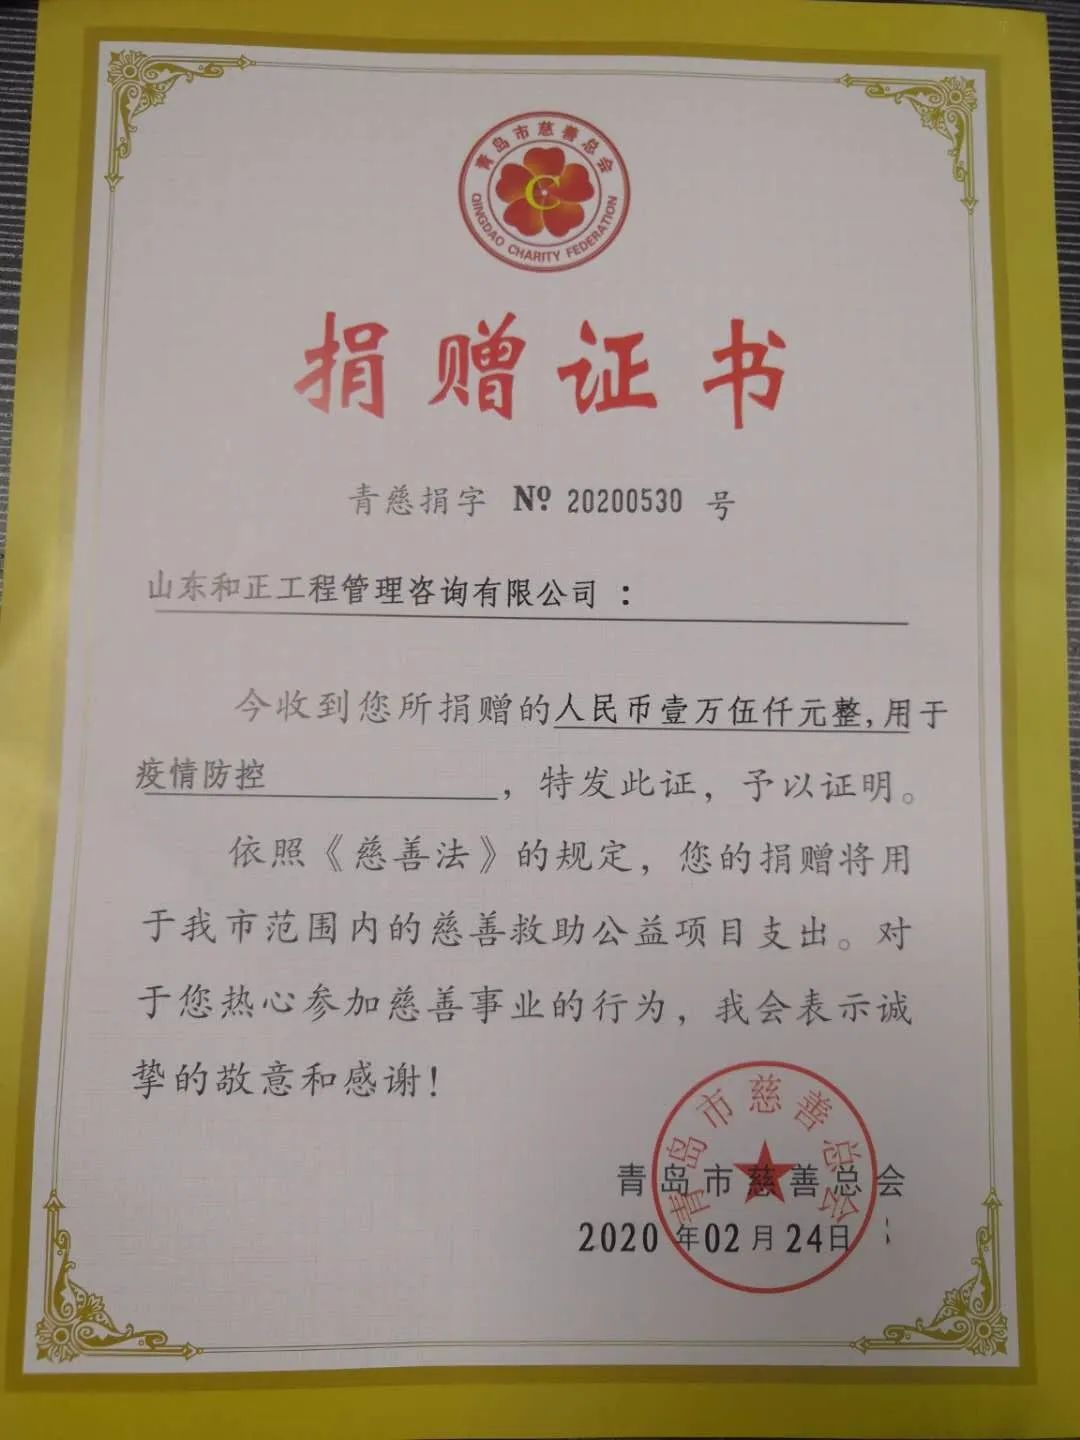 青岛市慈善总会
C
QINGDAO CHARITY FEDERATION
捐赠证书
青慈捐字 Nº 20200530 号
山东和正工程管理咨询有限公司：
今收到您所捐赠的人民币壹万伍仟元整,用于
疫情防控，特发此证，予以证明。
依照《慈善法》的规定，您的捐赠将用
于我市范围内的慈善救助公益项目支出。对
于您热心参加慈善事业的行为，我会表示诚
挚的敬意和感谢！
青岛市慈善总会
青岛市慈善总会
2020年02月24日